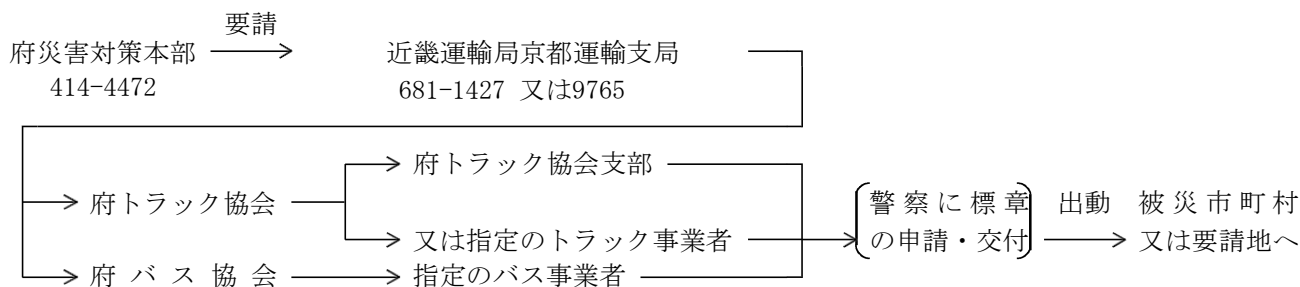 要請
府災害対策本部 近畿運輸局京都運輸支局
414-4472 681-1427 又は9765
府トラック協会支部
府トラック協会
警察に標章 出動 被災市町村
又は指定のトラック事業者 の申請・交付 又は要請地へ
府バス協会 指定のバス事業者